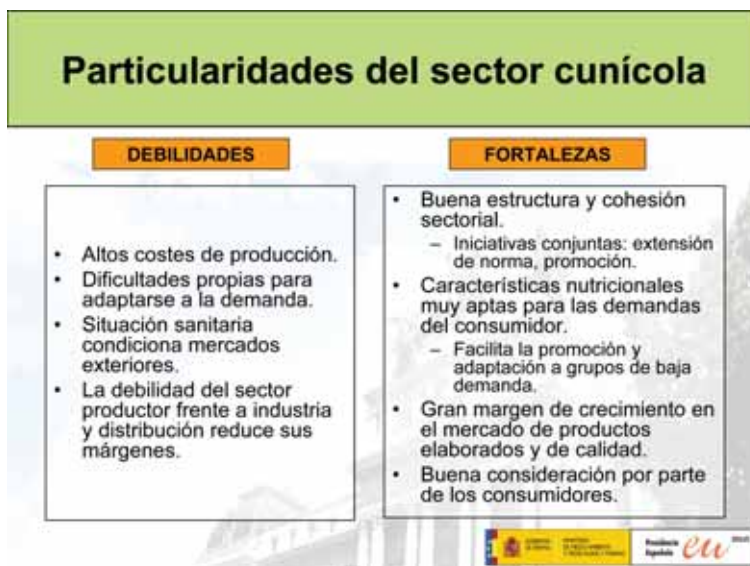 Particularidades del sector cunícola
DEBILIDADES
• Altos costes de producción.
• Dificultades propias para
adaptarse a la demanda.
• Situación sanitaria
condiciona mercados
exteriores.
• La debilidad del sector
productor frente a industria
y distribución reduce sus
márgenes.
FORTALEZAS
• Buena estructura y cohesión
sectorial.
– Iniciativas conjuntas: extensión
de norma, promoción.
• Características nutricionales
muy aptas para las demandas
del consumidor.
– Facilita la promoción y
adaptación a grupos de baja
demanda.
• Gran margen de crecimiento en
el mercado de productos
elaborados y de calidad.
• Buena consideración por parte
de los consumidores.
Presidencia
Española
eu